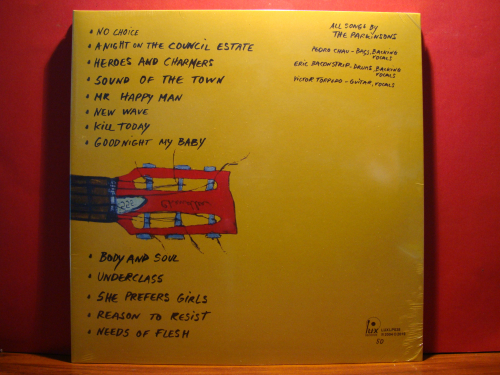 NO CHOICE
A NIGHT ON THE COUNCIL ESTATE
HEROES AND CHARMERS
SOUND OF THE TOWN
MR HAPPY MAN
NEW WAVE
KILL TODAY
GOODNIGHT MY BABY
BODY AND SOUL
UNDERCLASS
SHE PREFERS GIRLS
REASON TO RESIST
NEEDS OF FLESH
ALL SONGS BY
THE PARKINSONS
PEDRO CHAU - BASS, BACKING
VOCALS
ERIC BACONSTRIP - DRUMS, BACKING
VOCALS
VICTOR TORPEDO - GUITAR, VOCALS
lux